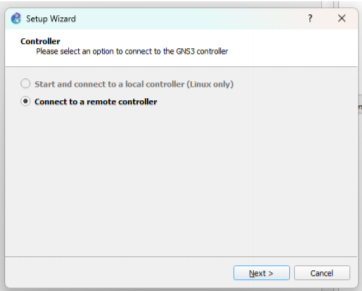 Setup Wizard
?
Controller
Please select an option to connect to the GNS3 controller
Start and connect to a local controller (Linux only)
Connect to a remote controller
Next >
Cancel